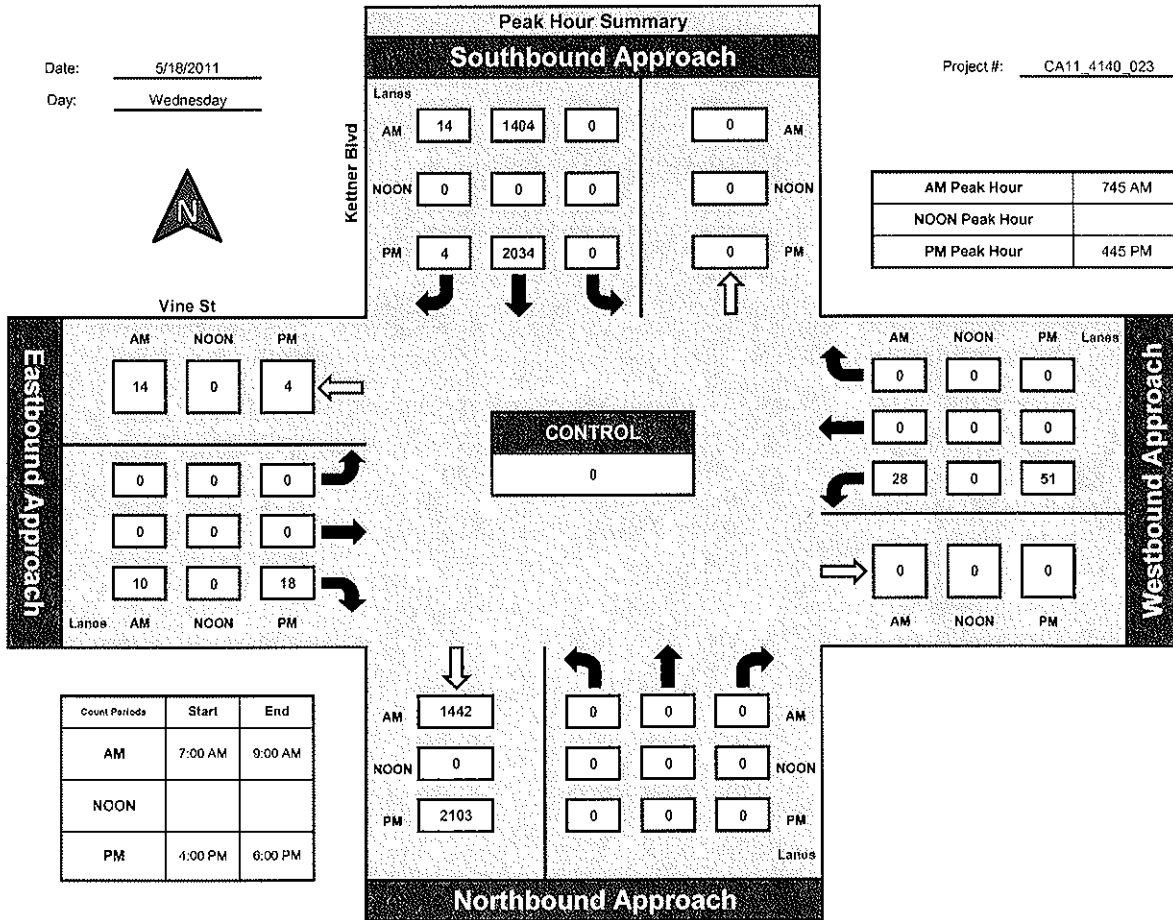 Peak Hour Summary
Southbound Approach
Date: 5/18/2011
Day: Wednesday
Project #: CA11_4140_023
N
Kettner Blvd
Lanes
AM 14 1404 0 0 AM
NOON 0 0 0 0 NOON
PM 4 2034 0 0 PM
AM Peak Hour 745 AM
NOON Peak Hour
PM Peak Hour 445 PM
Vine St
Eastbound Approach
AM NOON PM
14 0 4
0 0 0
0 0 0
10 0 18
Lanes AM NOON PM
CONTROL
0
Westbound Approach
AM NOON PM Lanes
0 0 0
0 0 0
28 0 51
0 0 0
AM NOON PM
Count Periods Start End
AM 7:00 AM 9:00 AM
NOON
PM 4:00 PM 6:00 PM
AM 1442 0 0 0 AM
NOON 0 0 0 0 NOON
PM 2103 0 0 0 PM
Lanes
Northbound Approach